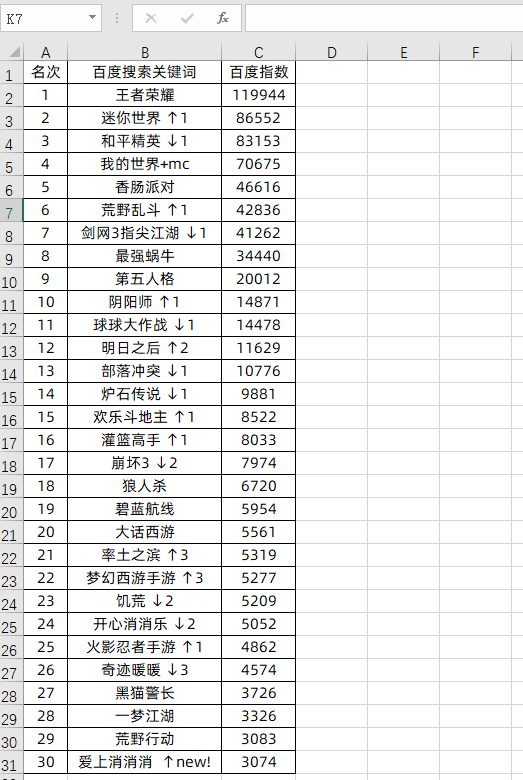 K7 fx
A B C D E F
1 名次 百度搜索关键词 百度指数
2 1 王者荣耀 119944
3 2 迷你世界 ↑1 86552
4 3 和平精英 ↓1 83153
5 4 我的世界+mc 70675
6 5 香肠派对 46616
7 6 荒野乱斗 ↑1 42836
8 7 剑网3指尖江湖 ↓1 41262
9 8 最强蜗牛 34440
10 9 第五人格 20012
11 10 阴阳师 ↑1 14871
12 11 球球大作战 ↓1 14478
13 12 明日之后 ↑2 11629
14 13 部落冲突 ↓1 10776
15 14 炉石传说 ↓1 9881
16 15 欢乐斗地主 ↑1 8522
17 16 灌篮高手 ↑1 8033
18 17 崩坏3 ↓2 7974
19 18 狼人杀 6720
20 19 碧蓝航线 5954
21 20 大话西游 5561
22 21 率土之滨 ↑3 5319
23 22 梦幻西游手游 ↑3 5277
24 23 饥荒 ↓2 5209
25 24 开心消消乐 ↓2 5052
26 25 火影忍者手游 ↑1 4862
27 26 奇迹暖暖 ↓3 4574
28 27 黑猫警长 3726
29 28 一梦江湖 3326
30 29 荒野行动 3083
31 30 爱上消消消 ↑new! 3074